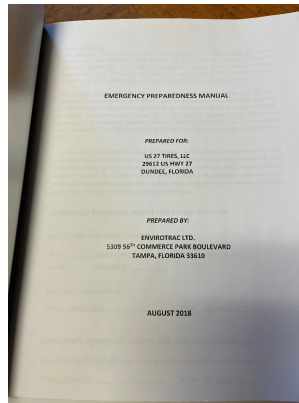 EMERGENCY PREPAREDNESS MANUAL
PREPARED FOR:
US 27 TIRES, LLC
29612 US HWY 27
DUNDEE, FLORIDA
PREPARED BY:
ENVIROTRAC LTD.
5309 56TH COMMERCE PARK BOULEVARD
TAMPA, FLORIDA 33610
AUGUST 2018